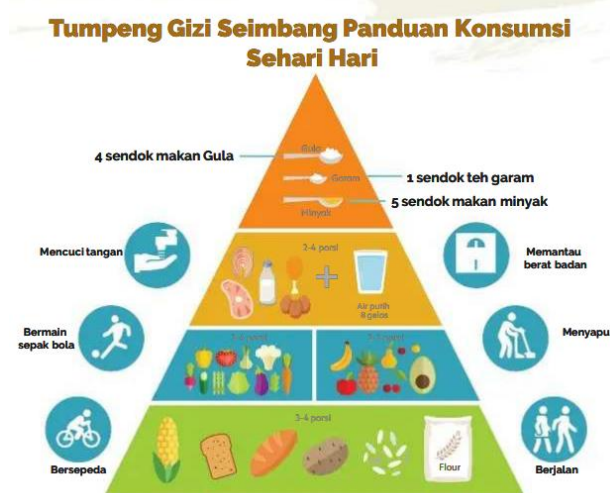 Tumpeng Gizi Seimbang Panduan Konsumsi
Sehari Hari
Gula
4 sendok makan Gula
Garam
1 sendok teh garam
5 sendok makan minyak
Minyak
2-4 porsi
Mencuci tangan
Memantau
berat badan
Air putih
8 gelas
Bermain
sepak bola
porsi
porsi
Menyapu
3-4 porsi
Flour
Bersepeda
Berjalan